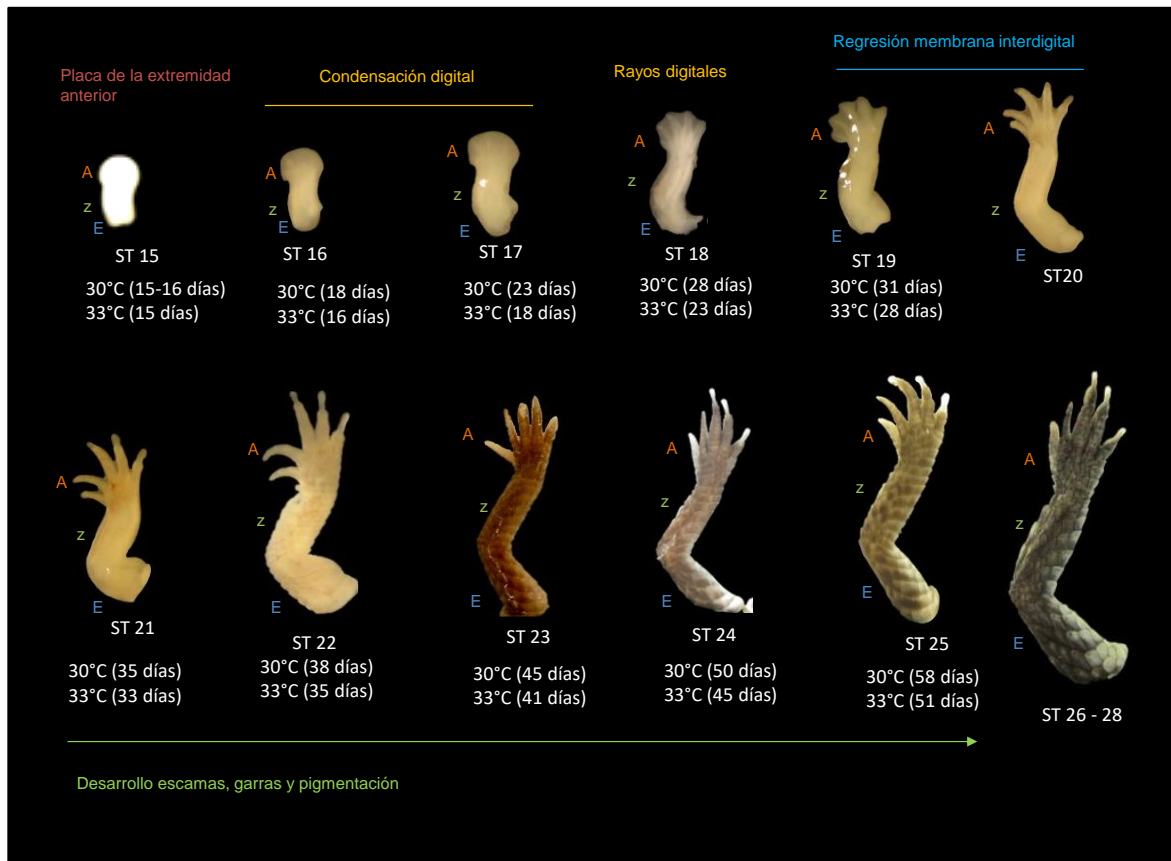 Regresión membrana interdigital
Placa de la extremidad
anterior
Condensación digital
Rayos digitales
A
z
E
ST 15
30°C (15-16 días)
33°C (15 días)
A
z
E
ST 16
30°C (18 días)
33°C (16 días)
A
z
E
ST 17
30°C (23 días)
33°C (18 días)
A
z
E
ST 18
30°C (28 días)
33°C (23 días)
A
z
E
ST 19
30°C (31 días)
33°C (28 días)
A
z
E
ST20
A
z
E
ST 21
30°C (35 días)
33°C (33 días)
A
z
E
ST 22
30°C (38 días)
33°C (35 días)
A
z
E
ST 23
30°C (45 días)
33°C (41 días)
A
z
E
ST 24
30°C (50 días)
33°C (45 días)
A
z
E
ST 25
30°C (58 días)
33°C (51 días)
A
z
E
ST 26 - 28
Desarrollo escamas, garras y pigmentación